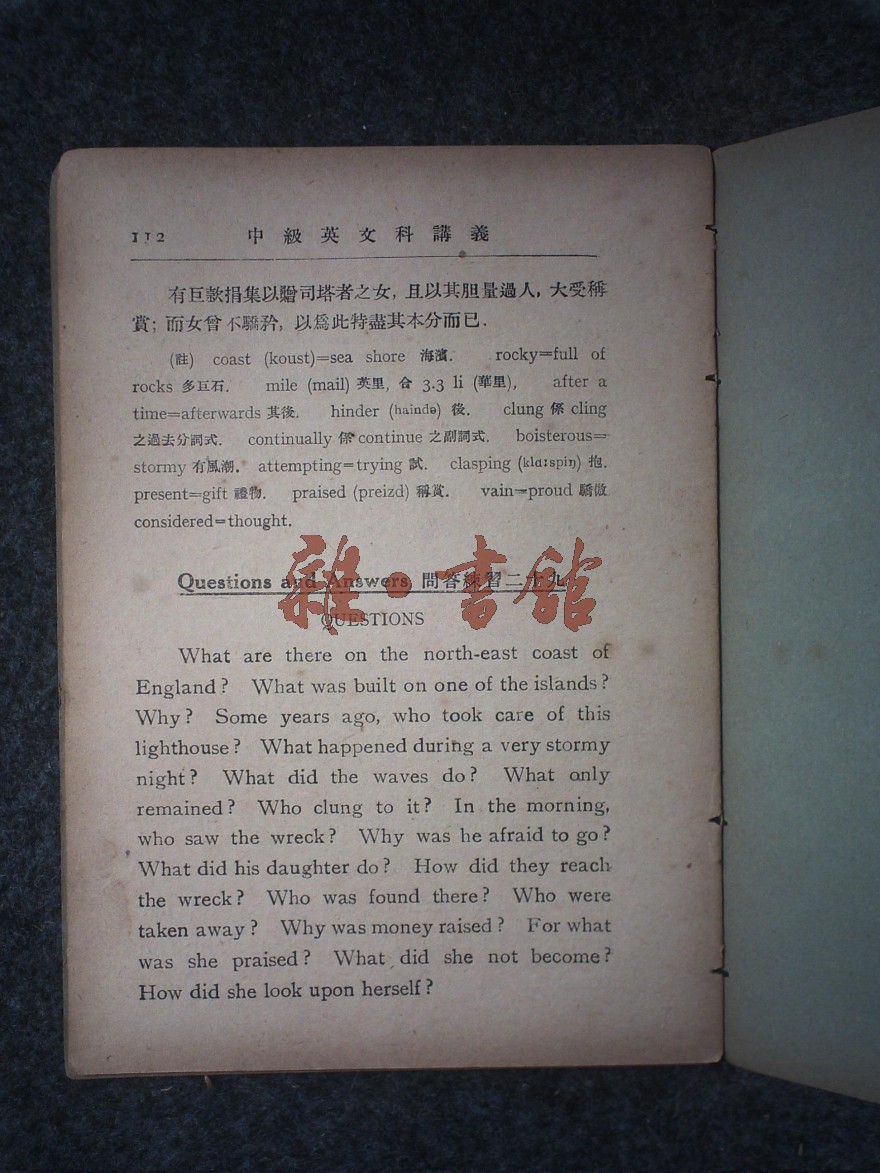 112 中級英文科講義
有巨款捐集以贈司塔者之女, 且以其胆量過人, 大受稱
賞; 而女曾不驕矜, 以爲此特盡其本分而已.
(註) coast (koust)=sea shore 海濱. rocky=full of
rocks 多巨石. mile (mail) 英里, 合 3.3 li (華里), after a
time=afterwards 其後. hinder (haində) 後. clung 係 cling
之過去分詞式. continually 係 continue 之副詞式. boisterous=
stormy 有風潮. attempting=trying 試. clasping (klɑɪspiŋ) 抱.
present=gift 禮物. praised (preizd) 稱賞. vain=proud 驕傲
considered=thought.
Questions and Answers 問答練習二十九
雜·書館
QUESTIONS
What are there on the north-east coast of
England? What was built on one of the islands?
Why? Some years ago, who took care of this
lighthouse? What happened during a very stormy
night? What did the waves do? What only
remained? Who clung to it? In the morning,
who saw the wreck? Why was he afraid to go?
What did his daughter do? How did they reach
the wreck? Who was found there? Who were
taken away? Why was money raised? For what
was she praised? What did she not become?
How did she look upon herself?